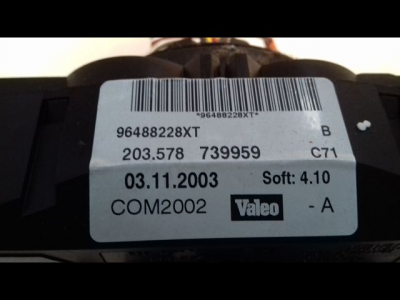 *96488228XT*
96488228XT B
203.578 739959 C71
03.11.2003 Soft: 4.10
COM2002 Valeo - A